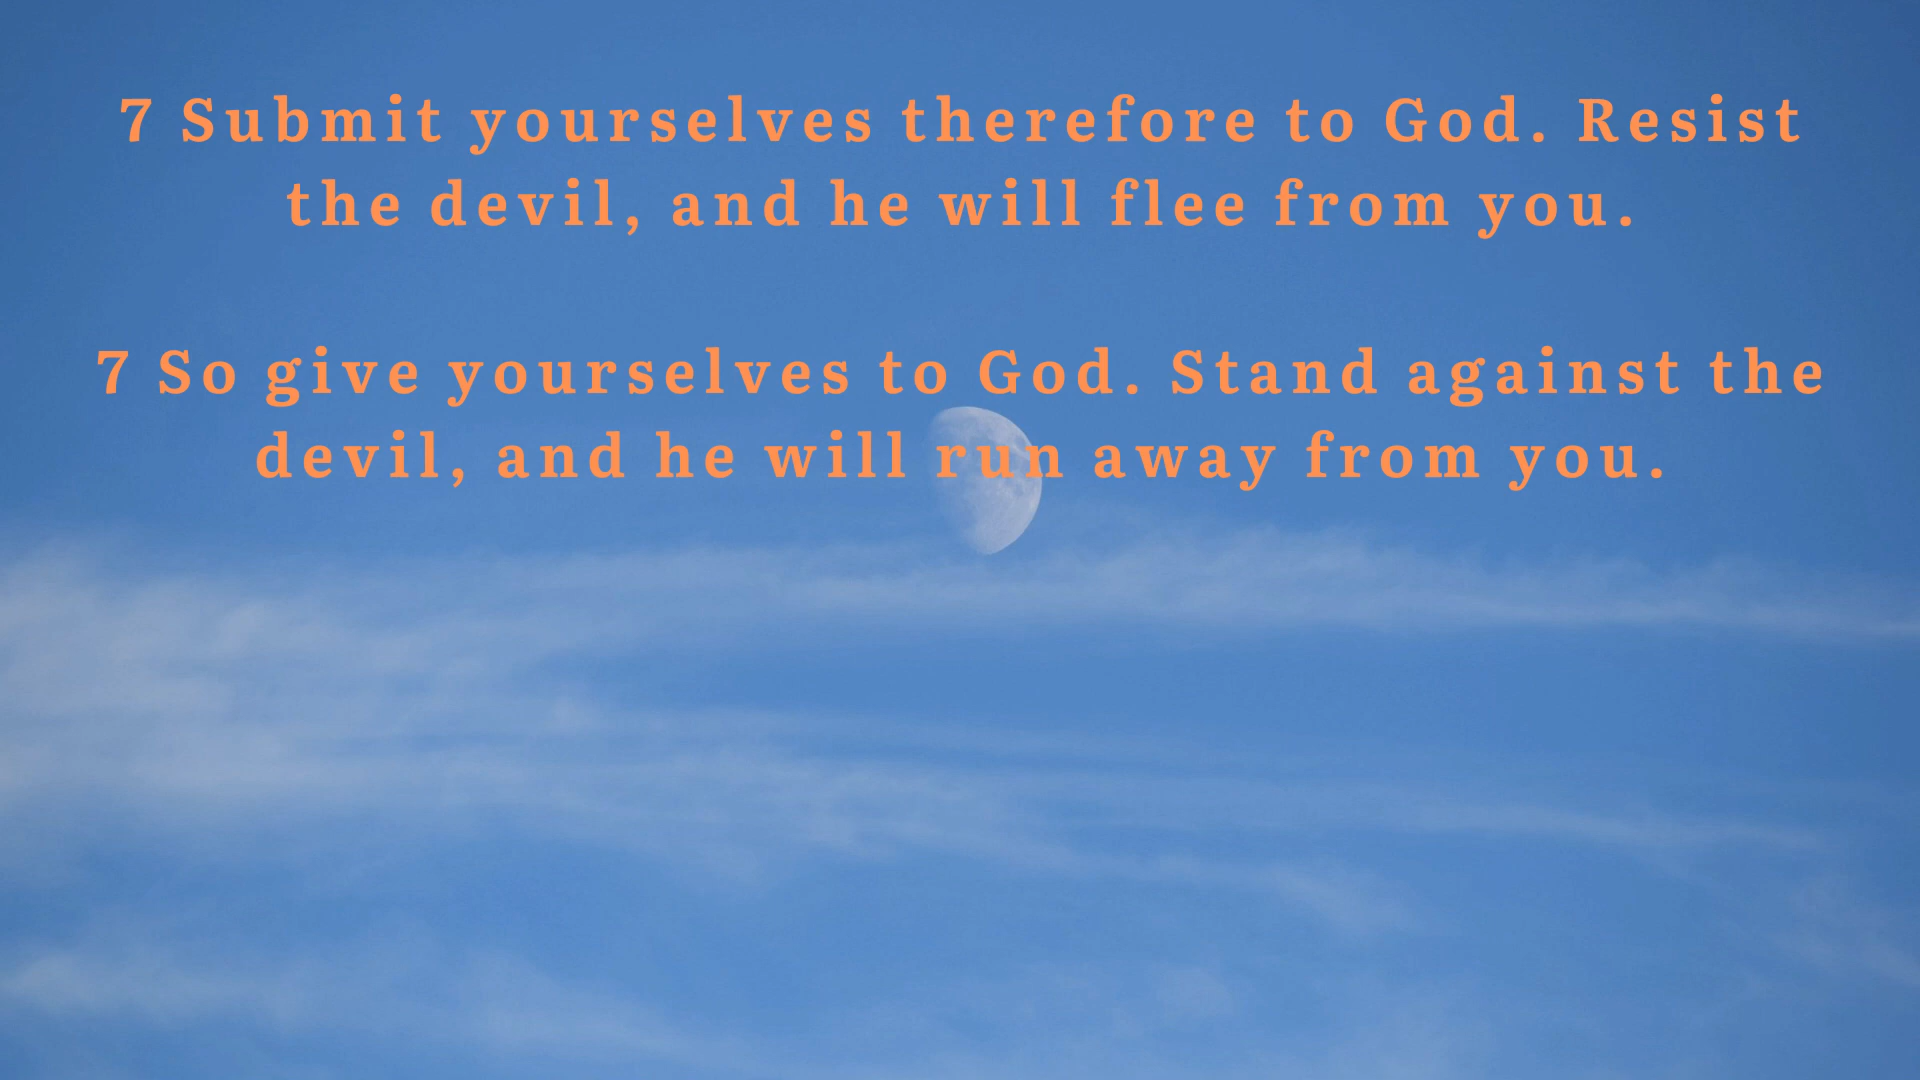 7 Submit yourselves therefore to God. Resist
the devil, and he will flee from you.
7 So give yourselves to God. Stand against the
devil, and he will run away from you.